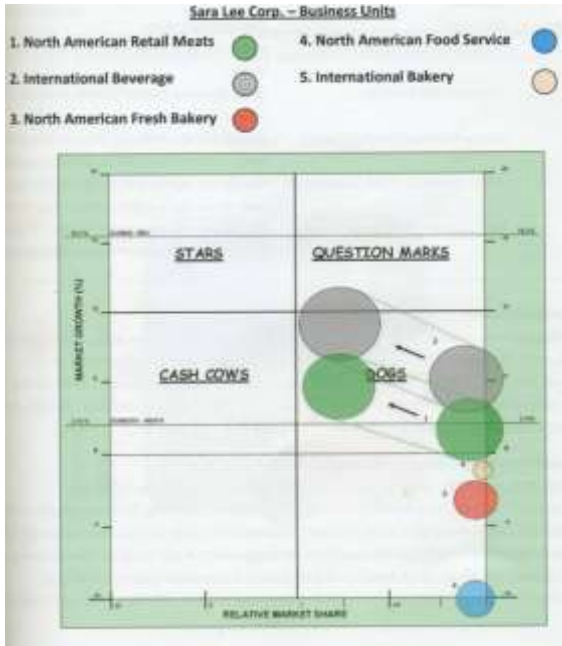 Sara Lee Corp. – Business Units
1. North American Retail Meats
4. North American Food Service
2. International Beverage
5. International Bakery
3. North American Fresh Bakery
STARS
QUESTION MARKS
CASH COWS
DOGS
MARKET GROWTH (%)
RELATIVE MARKET SHARE